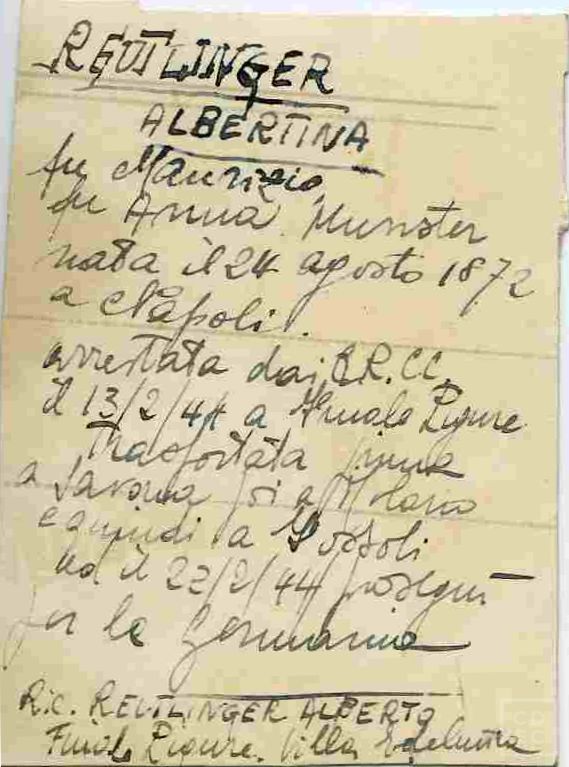 REUTLINGER
ALBERTINA
fu Maurizio,
fu Anna Munster
nata il 24 agosto 1872
a Napoli.
arrestata dai RR.CC.
il 13/2/44 a Finale Ligure
Trasportata prima
a Savona poi a Milano
e quindi a Fossoli
ed il 22/2/44 proseguì
per la Germania
Ric. REUTLINGER ALBERTO
Finale Ligure. Villa